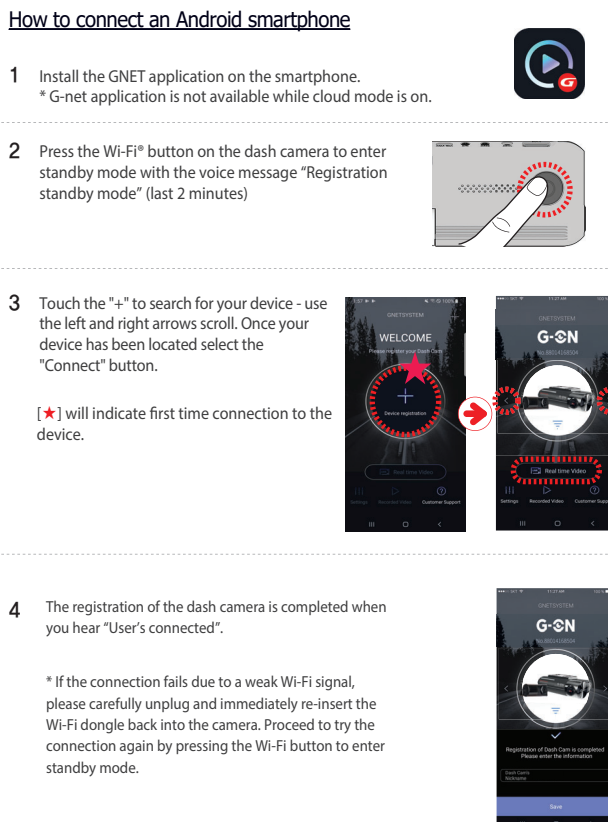 How to connect an Android smartphone
1 Install the GNET application on the smartphone.
* G-net application is not available while cloud mode is on.
2 Press the Wi-Fi® button on the dash camera to enter
standby mode with the voice message “Registration
standby mode” (last 2 minutes)
3 Touch the "+" to search for your device - use
the left and right arrows scroll. Once your
device has been located select the
"Connect" button.
[★] will indicate first time connection to the
device.
100%
GNETSYSTEM
WELCOME
Please register your Dash Cam
Device registration
Real time Video
Settings Recorded Video Customer Support
11:27 AM
GNETSYSTEM
G-ON
Real time Video
Settings Recorded Video Customer Supp
4 The registration of the dash camera is completed when
you hear “User’s connected”.
* If the connection fails due to a weak Wi-Fi signal,
please carefully unplug and immediately re-insert the
Wi-Fi dongle back into the camera. Proceed to try the
connection again by pressing the Wi-Fi button to enter
standby mode.
11:27 AM
GNETSYSTEM
G-ON
Registration of Dash Cam is completed
Please enter the information
Dash Cam's
Nickname
Save